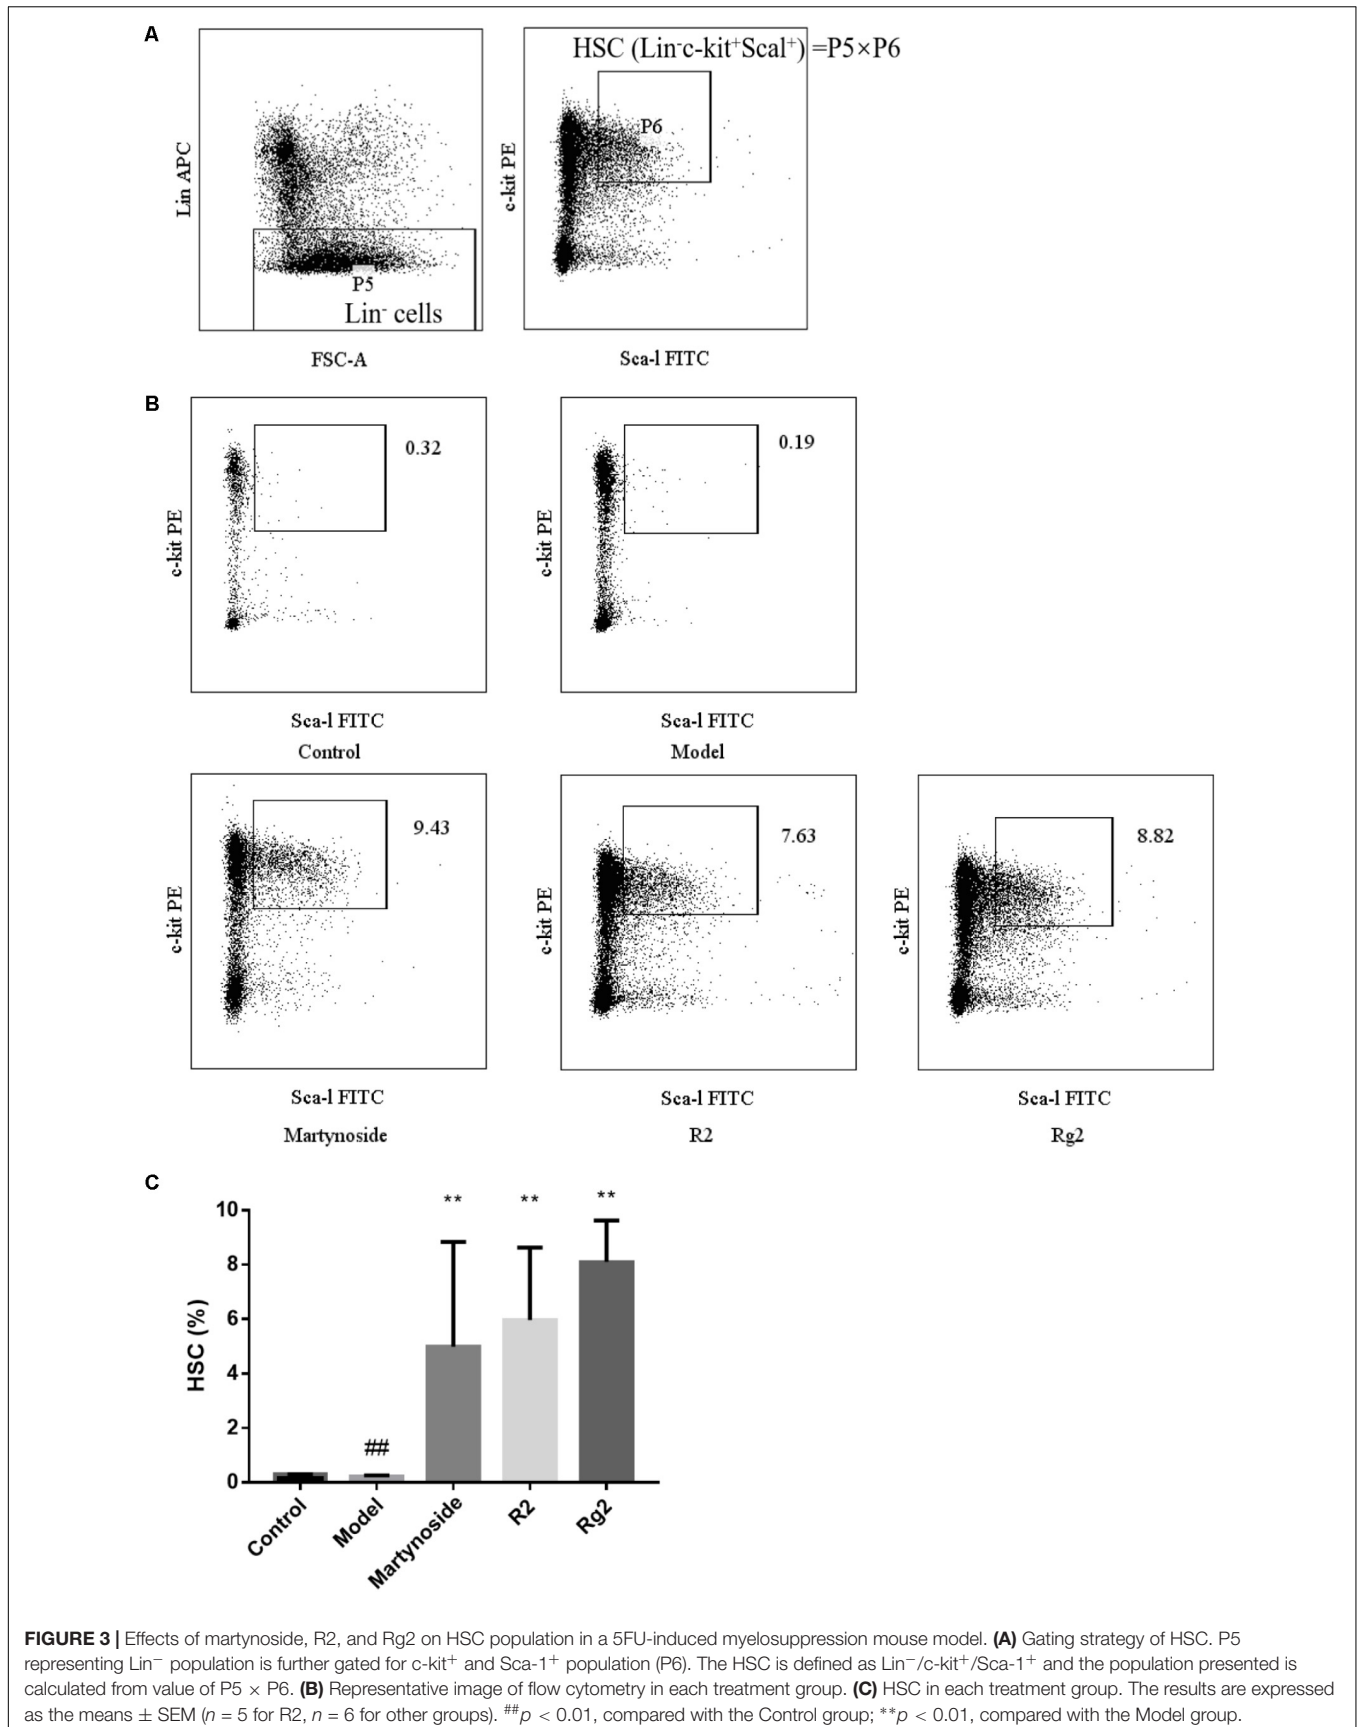 A
HSC (Lin⁻c-kit⁺Scal⁺) =P5×P6
Lin APC
P5
Lin⁻ cells
FSC-A
c-kit PE
P6
Sca-l FITC
B
0.32
c-kit PE
Sca-l FITC
Control
0.19
c-kit PE
Sca-l FITC
Model
9.43
c-kit PE
Sca-l FITC
Martynoside
7.63
c-kit PE
Sca-l FITC
R2
8.82
c-kit PE
Sca-l FITC
Rg2
C
HSC (%)
10
8
6
4
2
0
##
**
**
**
Control
Model
Martynoside
R2
Rg2
FIGURE 3 | Effects of martynoside, R2, and Rg2 on HSC population in a 5FU-induced myelosuppression mouse model. (A) Gating strategy of HSC. P5
representing Lin− population is further gated for c-kit+ and Sca-1+ population (P6). The HSC is defined as Lin−/c-kit+/Sca-1+ and the population presented is
calculated from value of P5 × P6. (B) Representative image of flow cytometry in each treatment group. (C) HSC in each treatment group. The results are expressed
as the means ± SEM (n = 5 for R2, n = 6 for other groups). ##p < 0.01, compared with the Control group; **p < 0.01, compared with the Model group.